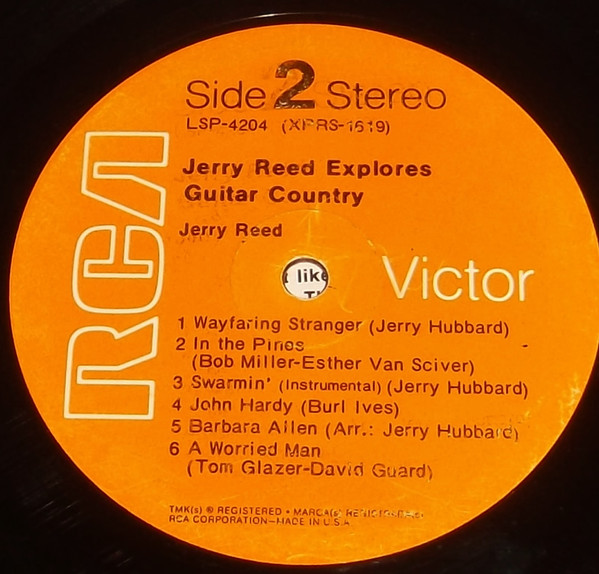 Side 2 Stereo
LSP-4204 (XPRS-1619)
Jerry Reed Explores
Guitar Country
Jerry Reed
RCA
like
Victor
1 Wayfaring Stranger (Jerry Hubbard)
2 In the Pines
(Bob Miller-Esther Van Sciver)
3 Swarmin' (Instrumental) (Jerry Hubbard)
4 John Hardy (Burl Ives)
5 Barbara Allen (Arr.: Jerry Hubbard)
6 A Worried Man
(Tom Glazer-David Guard)
TMK(s) ® REGISTERED • MARCA(s)
RCA CORPORATION—MADE IN U.S.A.